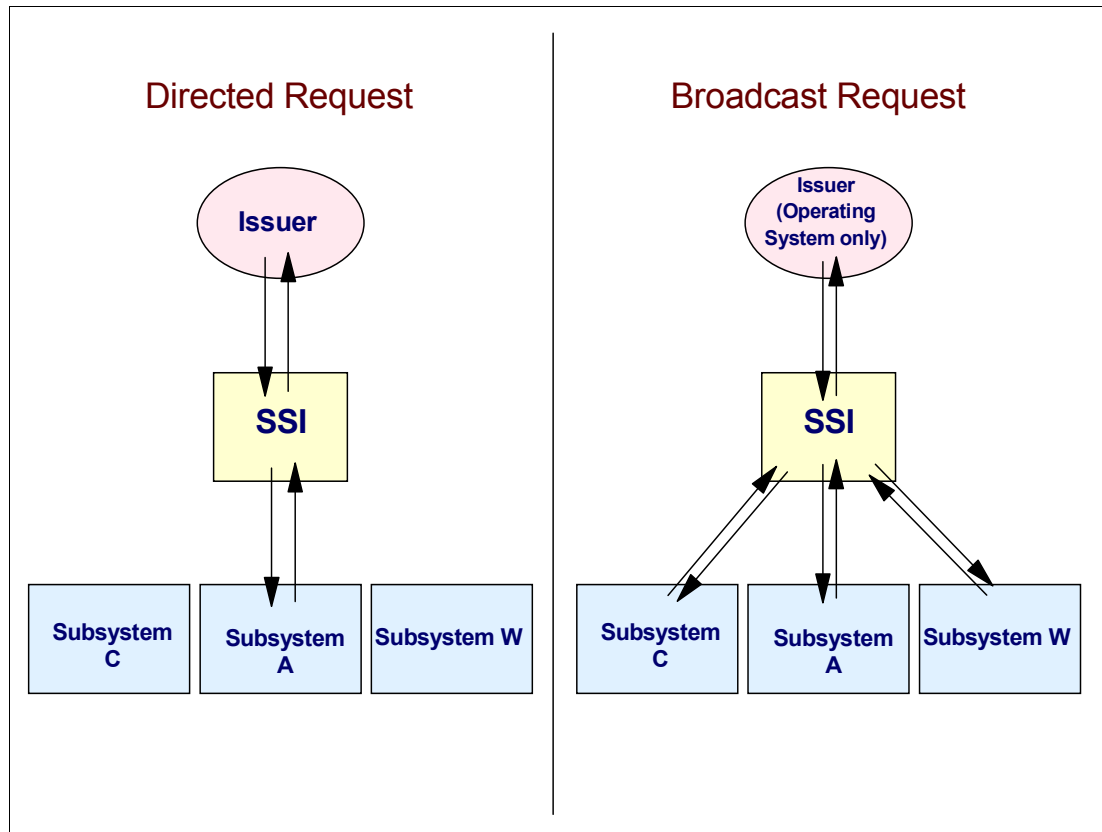 Directed Request
Issuer
SSI
Subsystem
C
Subsystem
A
Subsystem W
Broadcast Request
Issuer
(Operating
System only)
SSI
Subsystem
C
Subsystem
A
Subsystem W